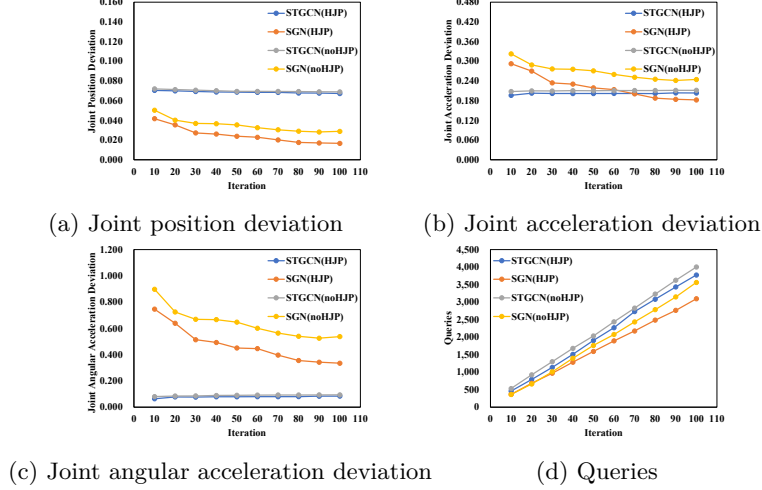 0.160
0.140
0.120
0.100
0.080
0.060
0.040
0.020
0.000
Joint Position Deviation
STGCN(HJP)
SGN(HJP)
STGCN(noHJP)
SGN(noHJP)
0 10 20 30 40 50 60 70 80 90 100 110
Iteration
(a) Joint position deviation
0.480
0.420
0.360
0.300
0.240
0.180
0.120
0.060
0.000
Joint Acceleration Deviation
STGCN(HJP)
SGN(HJP)
STGCN(noHJP)
SGN(noHJP)
0 10 20 30 40 50 60 70 80 90 100 110
Iteration
(b) Joint acceleration deviation
1.200
1.000
0.800
0.600
0.400
0.200
0.000
Joint Angular Acceleration Deviation
STGCN(HJP)
SGN(HJP)
STGCN(noHJP)
SGN(noHJP)
0 10 20 30 40 50 60 70 80 90 100 110
Iteration
(c) Joint angular acceleration deviation
4,500
4,000
3,500
3,000
2,500
2,000
1,500
1,000
500
0
Queries
STGCN(HJP)
SGN(HJP)
STGCN(noHJP)
SGN(noHJP)
0 10 20 30 40 50 60 70 80 90 100 110
Iteration
(d) Queries